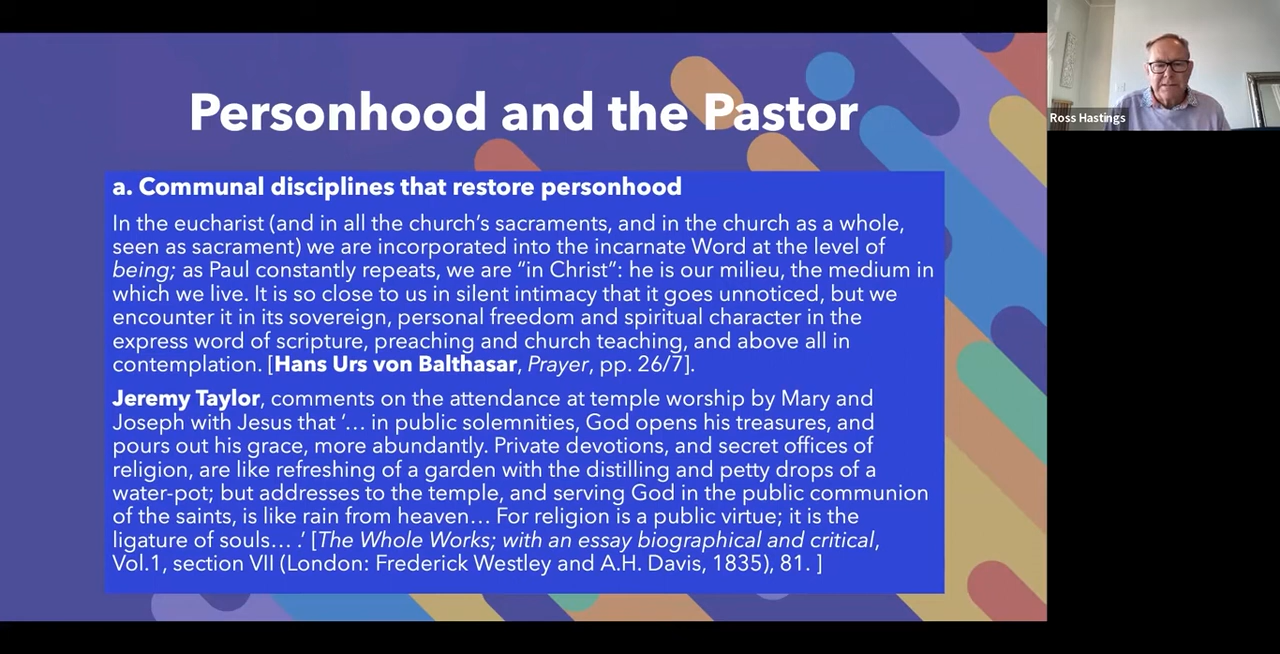 Personhood and the Pastor
Ross Hastings
a. Communal disciplines that restore personhood
In the eucharist (and in all the church's sacraments, and in the church as a whole,
seen as sacrament) we are incorporated into the incarnate Word at the level of
being; as Paul constantly repeats, we are "in Christ": he is our milieu, the medium in
which we live. It is so close to us in silent intimacy that it goes unnoticed, but we
encounter it in its sovereign, personal freedom and spiritual character in the
express word of scripture, preaching and church teaching, and above all in
contemplation. [Hans Urs von Balthasar, Prayer, pp. 26/7].
Jeremy Taylor, comments on the attendance at temple worship by Mary and
Joseph with Jesus that '... in public solemnities, God opens his treasures, and
pours out his grace, more abundantly. Private devotions, and secret offices of
religion, are like refreshing of a garden with the distilling and petty drops of a
water-pot; but addresses to the temple, and serving God in the public communion
of the saints, is like rain from heaven... For religion is a public virtue; it is the
ligature of souls... .' [The Whole Works; with an essay biographical and critical,
Vol.1, section VII (London: Frederick Westley and A.H. Davis, 1835), 81. ]